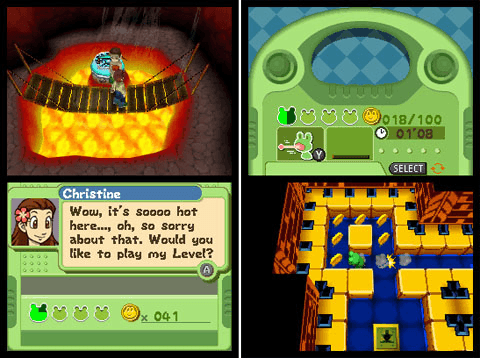 Christine
Wow, it's soooo hot
here..., oh, so sorry
about that. Would you
like to play my Level?
A
x 041
018/100
01'08
Y
SELECT